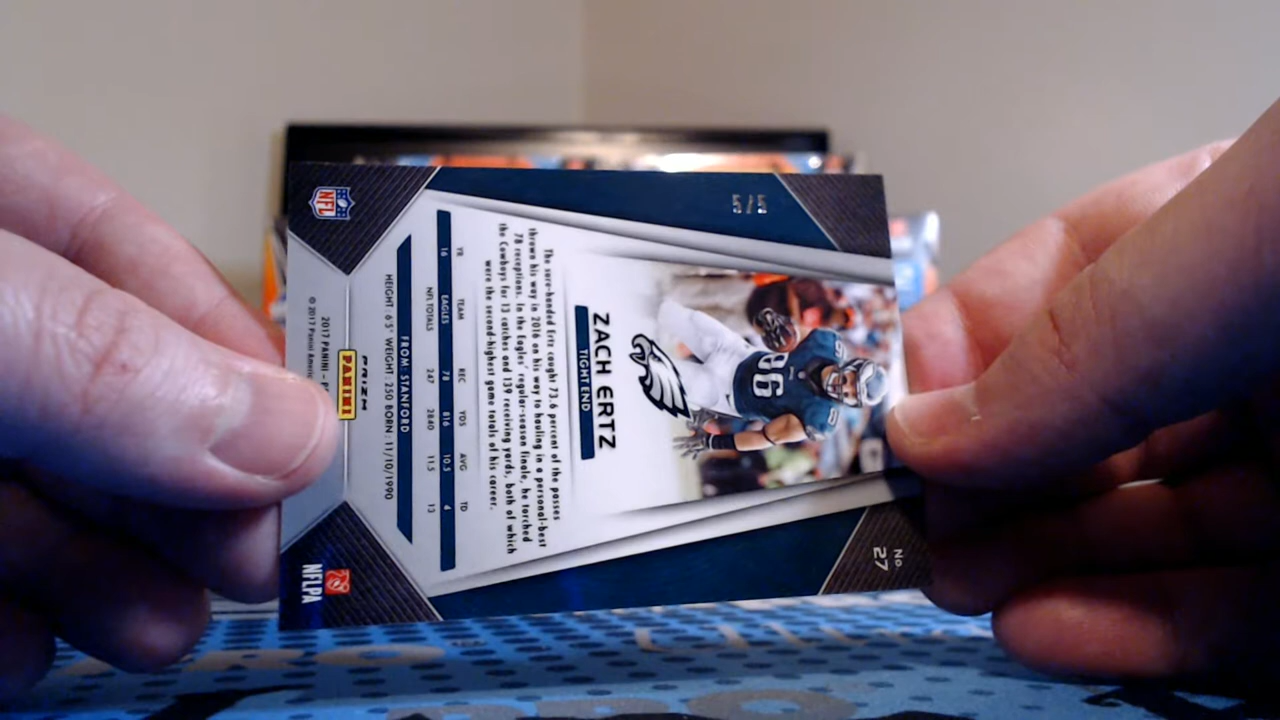 5/5
No.
27
86
ZACH ERTZ
TIGHT END
The sure-handed Ertz caught 73.6 percent of the passes
thrown his way in 2016 on his way to hauling in a personal-best
78 receptions. In the Eagles' regular-season finale, he torched
the Cowboys for 13 catches and 139 receiving yards, both of which
were the second-highest game totals of his career.
YR TEAM REC YDS AVG TD
16 EAGLES 78 816 10.5 4
NFL TOTALS 247 2840 11.5 13
FROM: STANFORD
HEIGHT: 6'5" WEIGHT: 250 BORN: 11/10/1990
PRIZM
PANINI
2017 PANINI – P
© 2017 Panini Americ
NFL
NFLPA